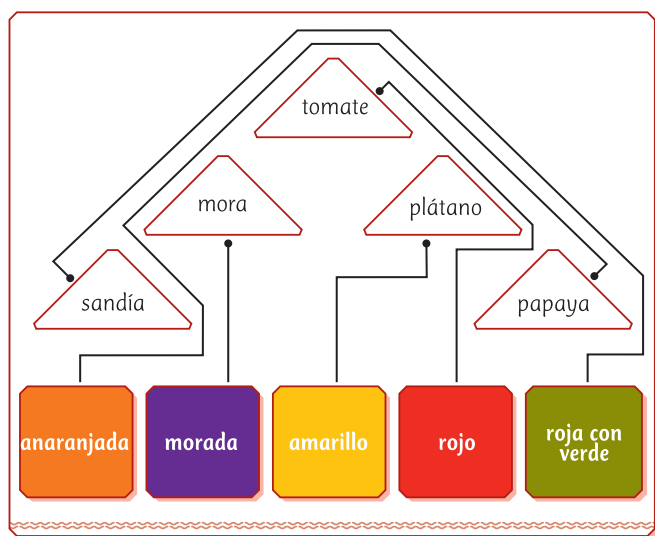 tomate
mora
plátano
sandía
papaya
anaranjada
morada
amarillo
rojo
roja con
verde